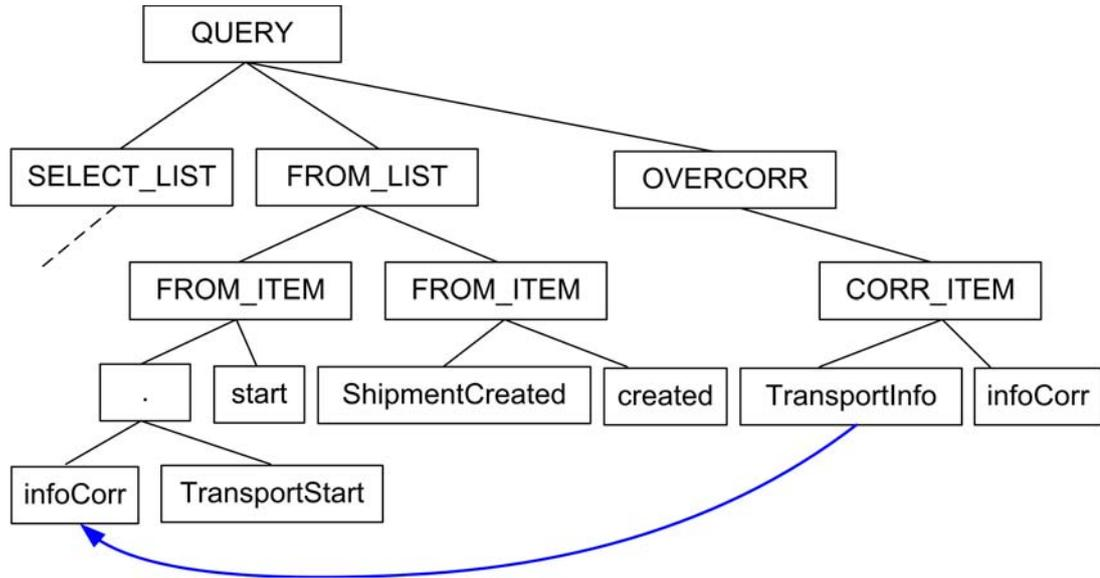 QUERY
SELECT_LIST
FROM_LIST
OVERCORR
FROM_ITEM
FROM_ITEM
CORR_ITEM
.
start
ShipmentCreated
created
TransportInfo
infoCorr
infoCorr
TransportStart